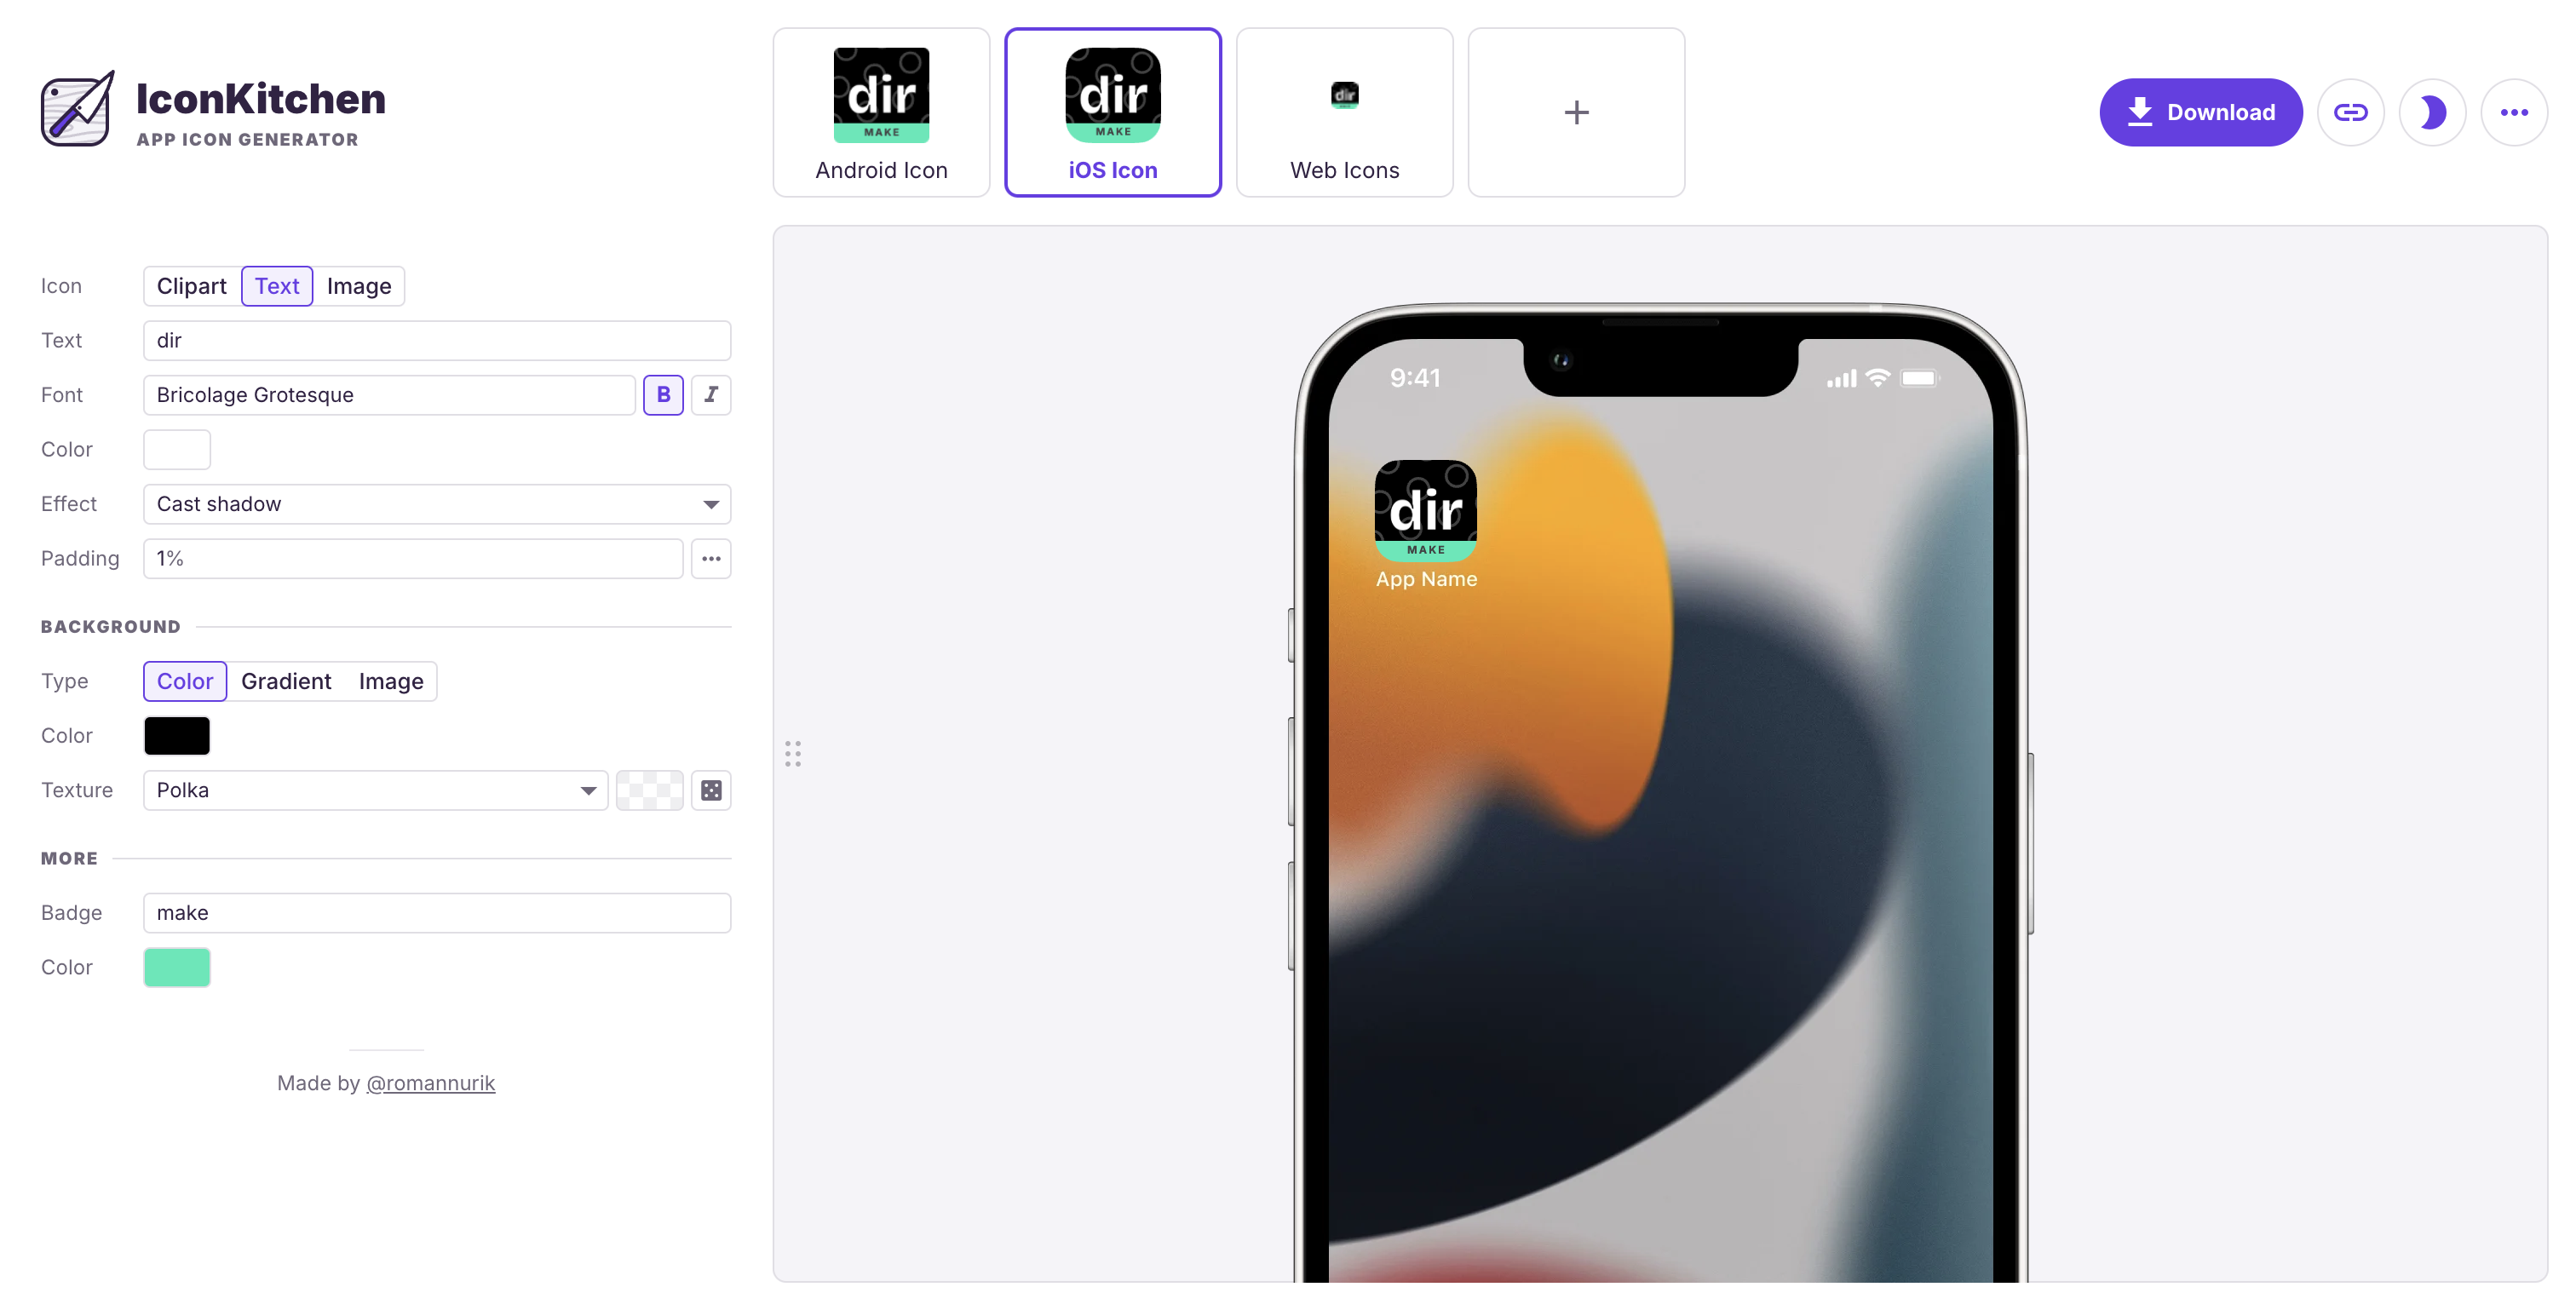 IconKitchen
APP ICON GENERATOR
dir
MAKE
Android Icon
dir
MAKE
iOS Icon
dir
Web Icons
Download
Icon
Clipart
Text
Image
Text
dir
Font
Bricolage Grotesque
B
I
Color
Effect
Cast shadow
Padding
1%
BACKGROUND
Type
Color
Gradient
Image
Color
Texture
Polka
MORE
Badge
make
Color
Made by @romannurik
9:41
dir
MAKE
App Name